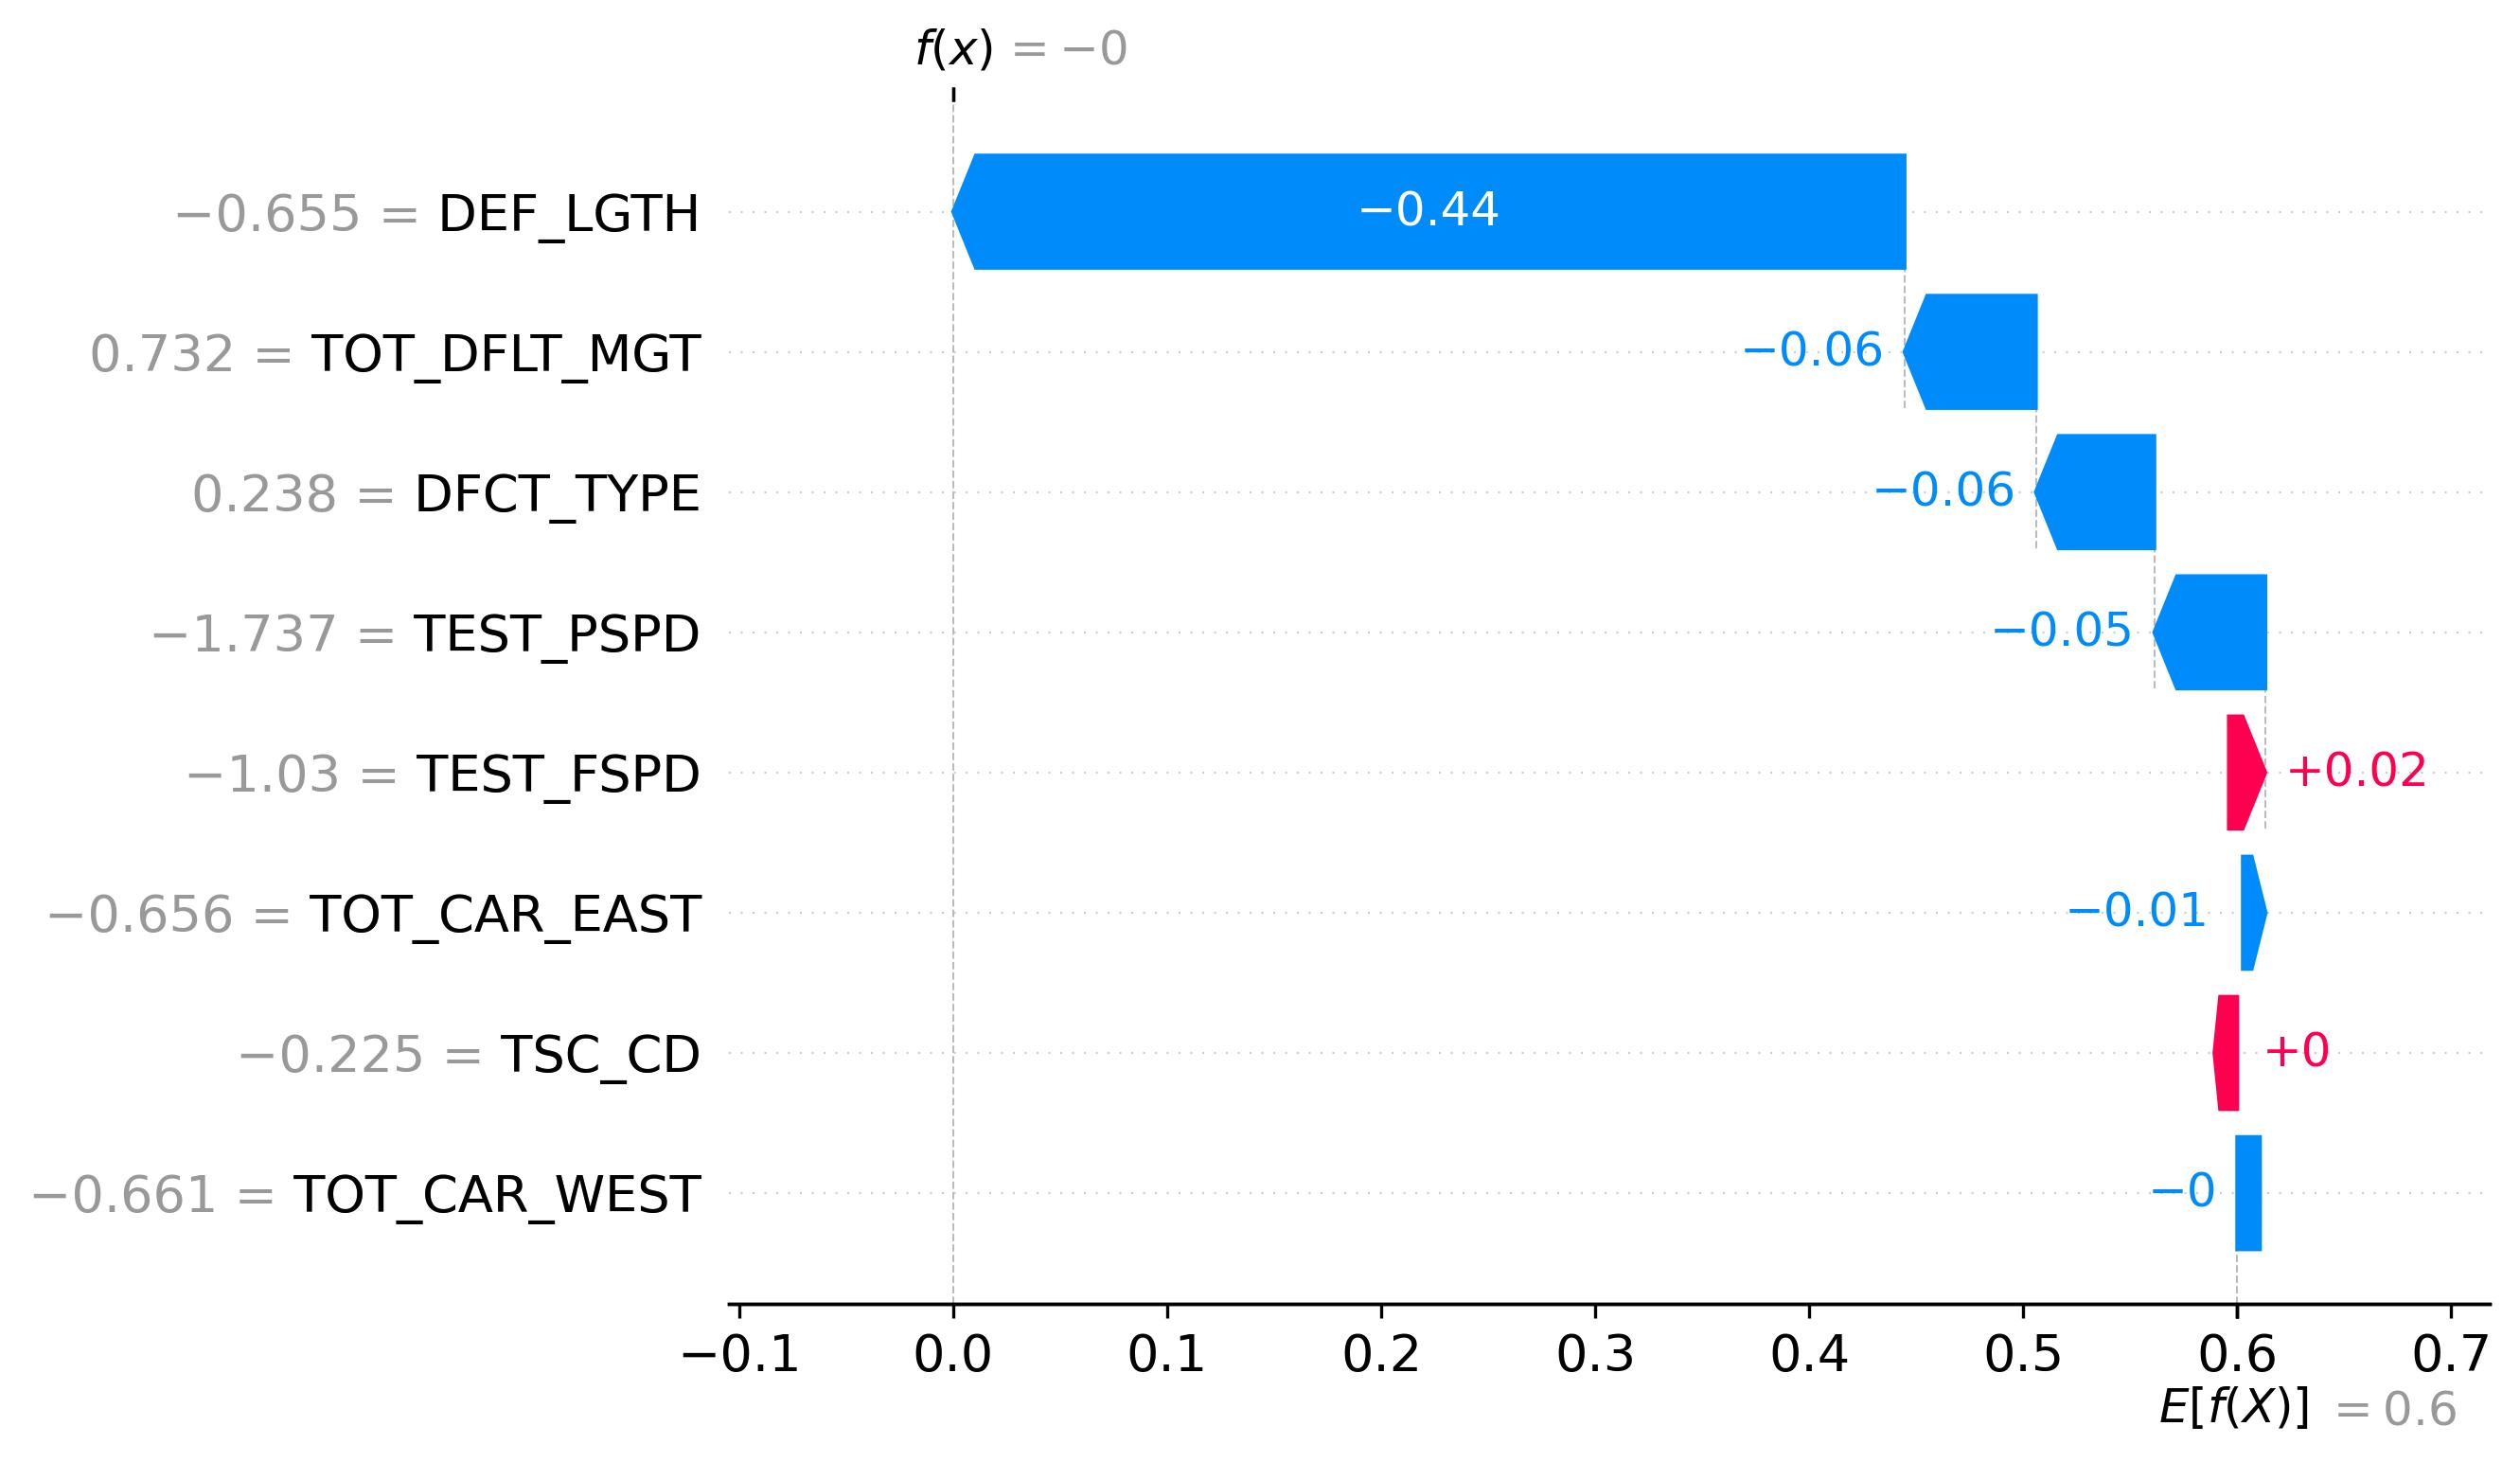 f(x) = −0
−0.655 = DEF_LGTH −0.44
0.732 = TOT_DFLT_MGT −0.06
0.238 = DFCT_TYPE −0.06
−1.737 = TEST_PSPD −0.05
−1.03 = TEST_FSPD +0.02
−0.656 = TOT_CAR_EAST −0.01
−0.225 = TSC_CD +0
−0.661 = TOT_CAR_WEST −0
−0.1 0.0 0.1 0.2 0.3 0.4 0.5 0.6 0.7
E[f(X)] = 0.6